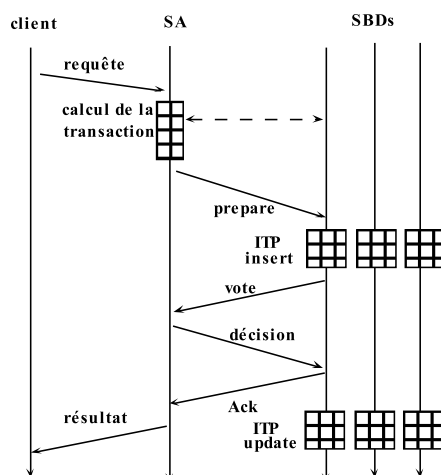 client SA SBDs
requête
calcul de la
transaction
prepare
ITP
insert
vote
décision
Ack
résultat
ITP
update